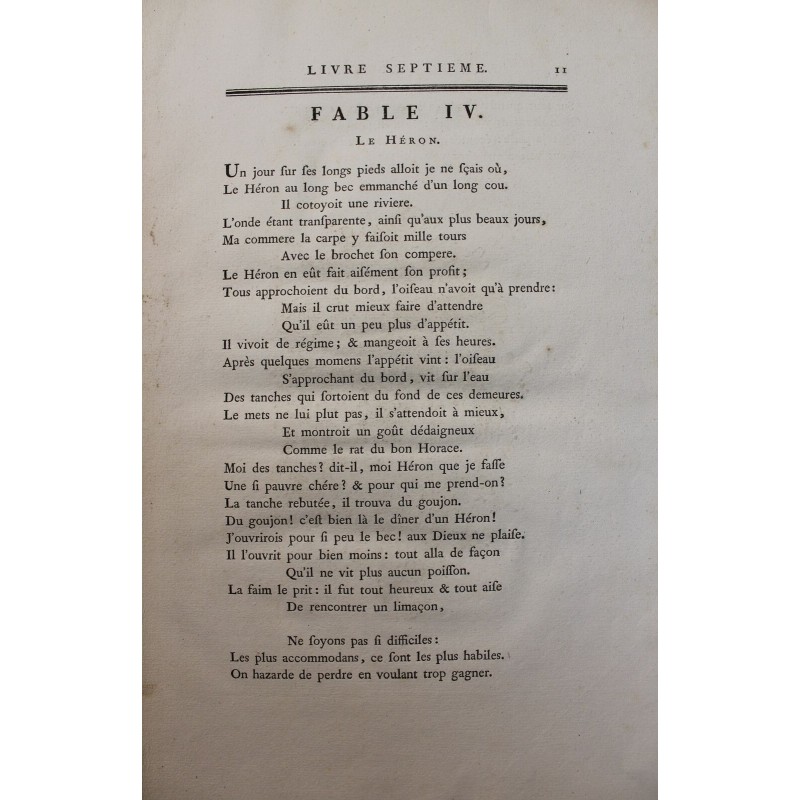 LIVRE SEPTIEME. 11
FABLE IV.
LE HÉRON.
Un jour ſur ſes longs pieds alloit je ne ſçais où,
Le Héron au long bec emmanché d'un long cou.
Il cotoyoit une riviere.
L'onde étant tranſparente, ainſi qu'aux plus beaux jours,
Ma commere la carpe y faiſoit mille tours
Avec le brochet ſon compere.
Le Héron en eût fait aiſément ſon profit;
Tous approchoient du bord, l'oiſeau n'avoit qu'à prendre:
Mais il crut mieux faire d'attendre
Qu'il eût un peu plus d'appétit.
Il vivoit de régime; & mangeoit à ſes heures.
Après quelques momens l'appétit vint: l'oiſeau
S'approchant du bord, vit ſur l'eau
Des tanches qui ſortoient du fond de ces demeures.
Le mets ne lui plut pas, il s'attendoit à mieux,
Et montroit un goût dédaigneux
Comme le rat du bon Horace.
Moi des tanches? dit-il, moi Héron que je faſſe
Une ſi pauvre chére? & pour qui me prend-on?
La tanche rebutée, il trouva du goujon.
Du goujon! c'eſt bien là le dîner d'un Héron!
J'ouvrirois pour ſi peu le bec! aux Dieux ne plaiſe.
Il l'ouvrit pour bien moins: tout alla de façon
Qu'il ne vit plus aucun poiſſon.
La faim le prit: il fut tout heureux & tout aiſe
De rencontrer un limaçon,
Ne ſoyons pas ſi difficiles:
Les plus accommodans, ce ſont les plus habiles.
On hazarde de perdre en voulant trop gagner.